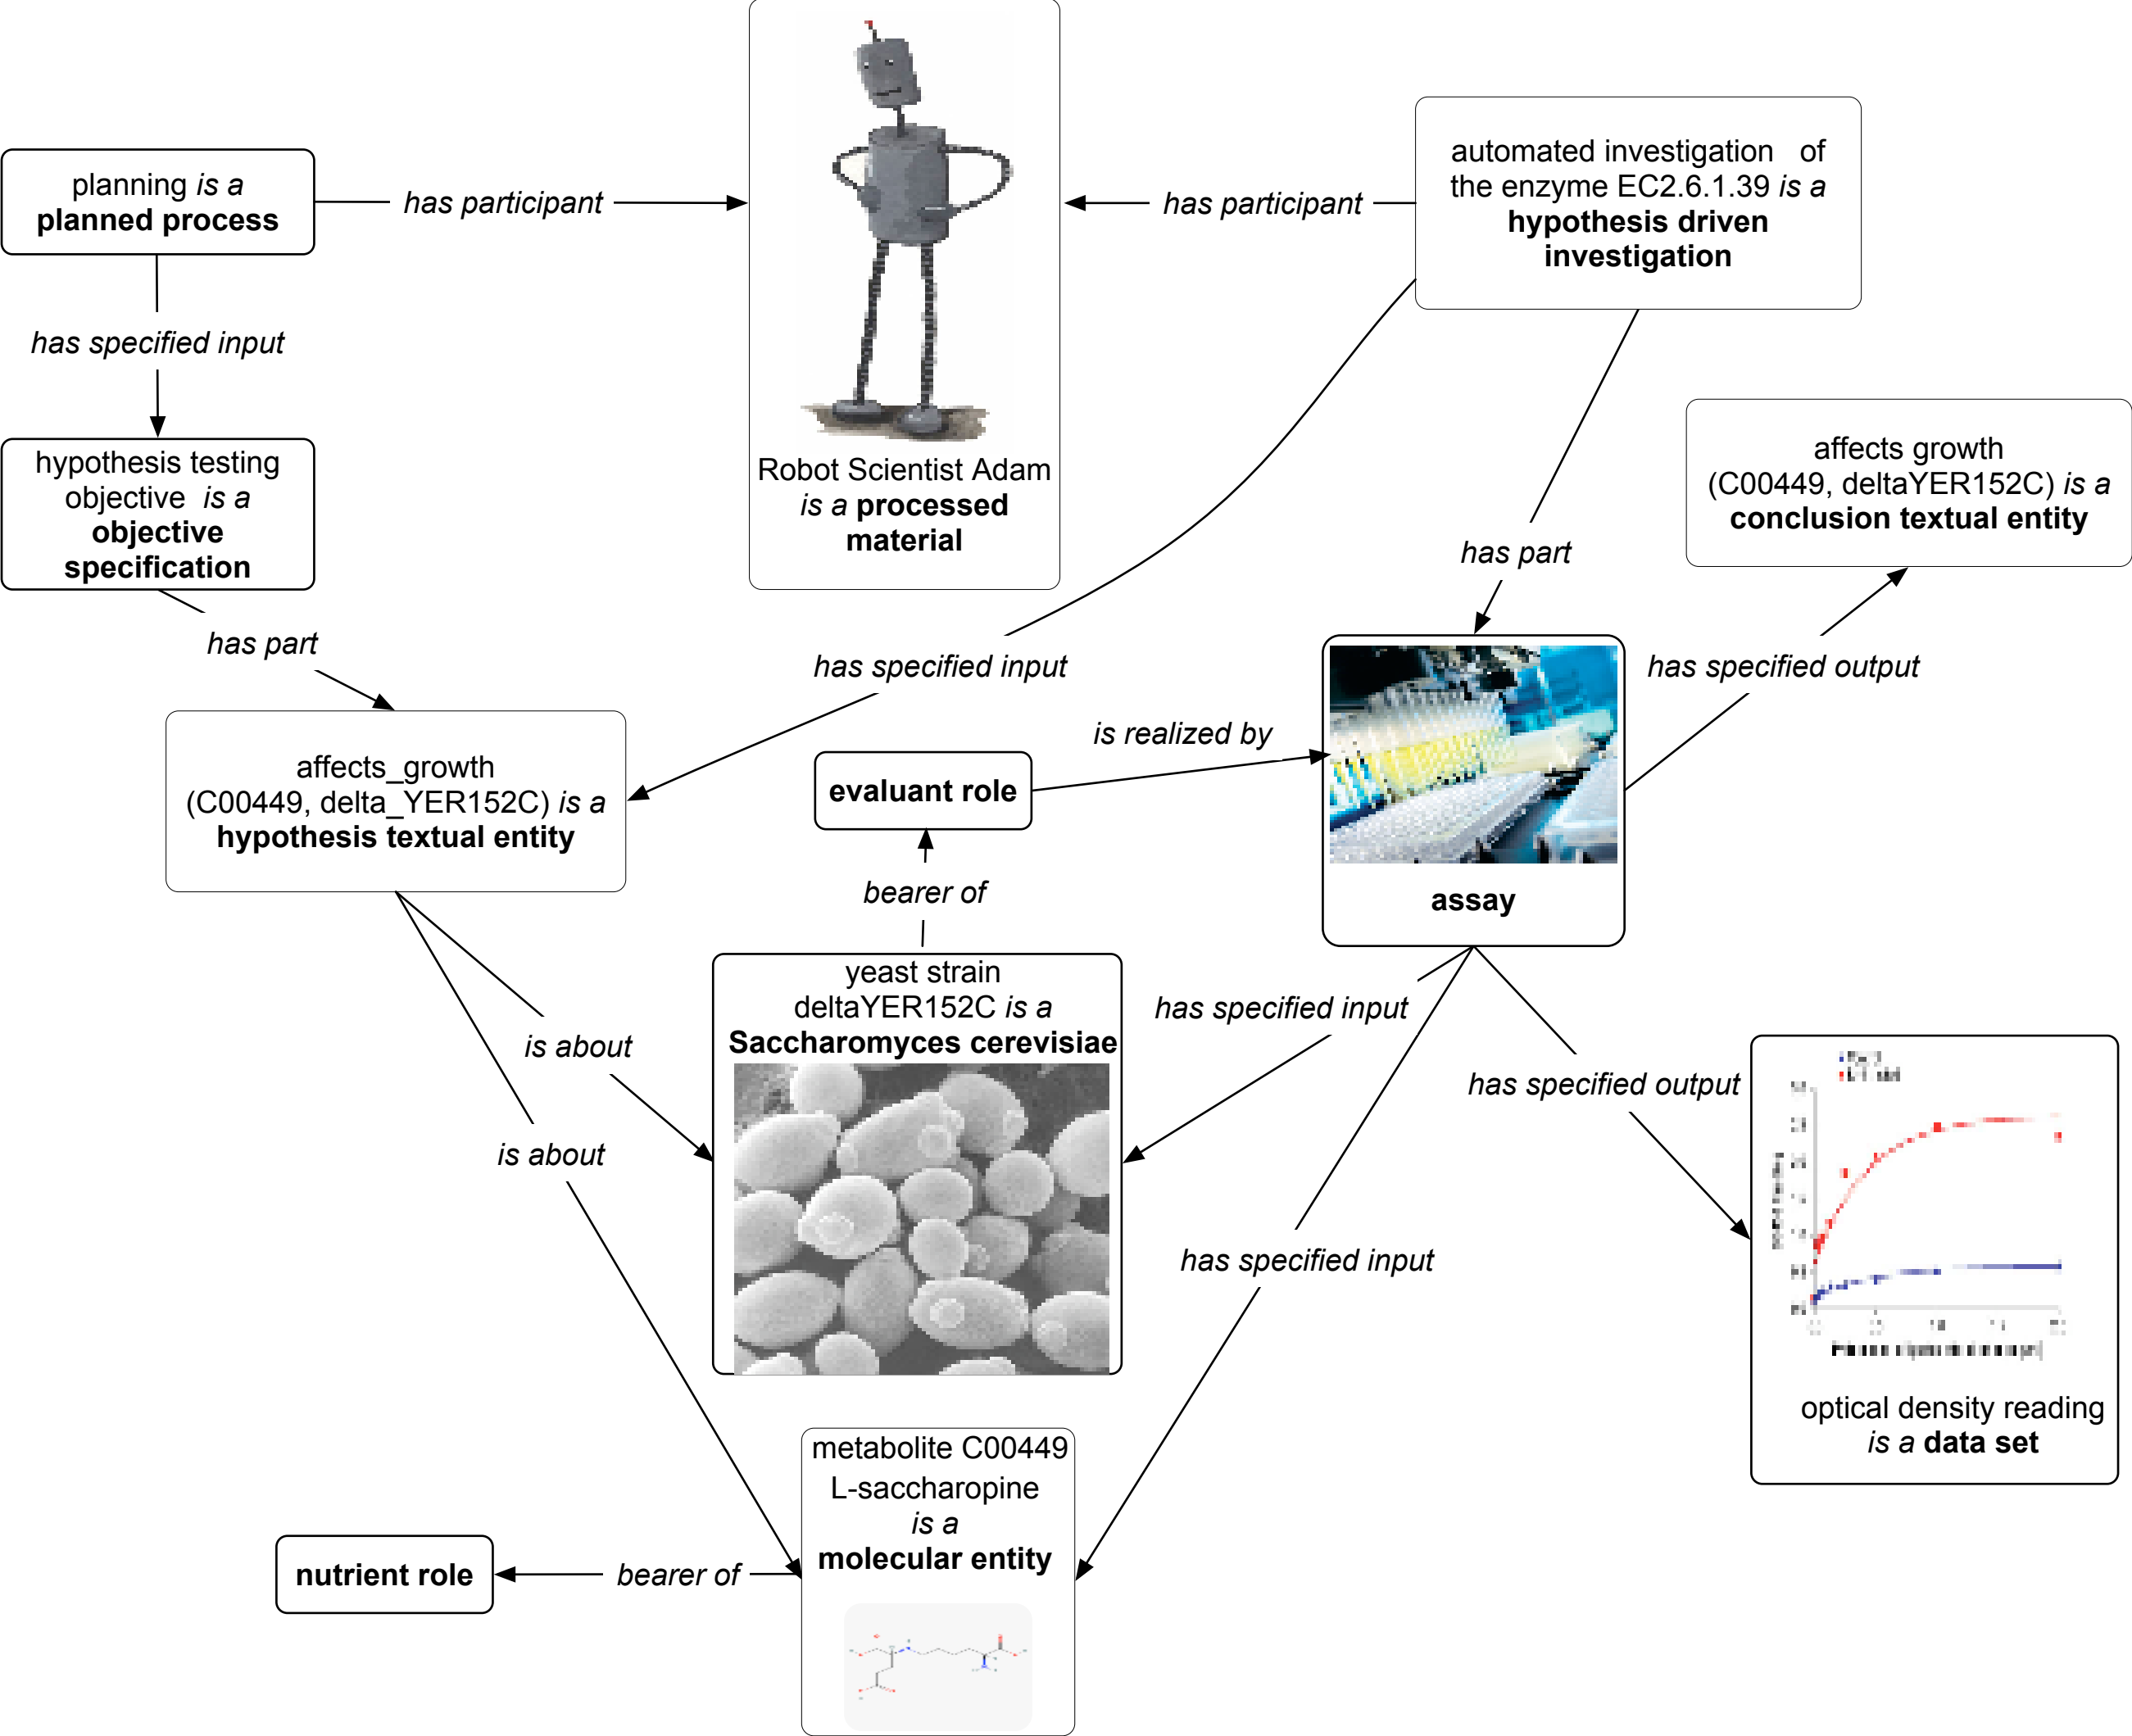 planning is a
planned process
has participant
has participant
automated investigation of
the enzyme EC2.6.1.39 is a
hypothesis driven
investigation
has specified input
hypothesis testing
objective is a
objective
specification
Robot Scientist Adam
is a processed
material
affects growth
(C00449, deltaYER152C) is a
conclusion textual entity
has part
has part
has specified input
has specified output
affects_growth
(C00449, delta_YER152C) is a
hypothesis textual entity
is realized by
evaluant role
bearer of
assay
yeast strain
deltaYER152C is a
Saccharomyces cerevisiae
has specified input
is about
has specified output
is about
has specified input
optical density reading
is a data set
metabolite C00449
L-saccharopine
is a
molecular entity
nutrient role
bearer of